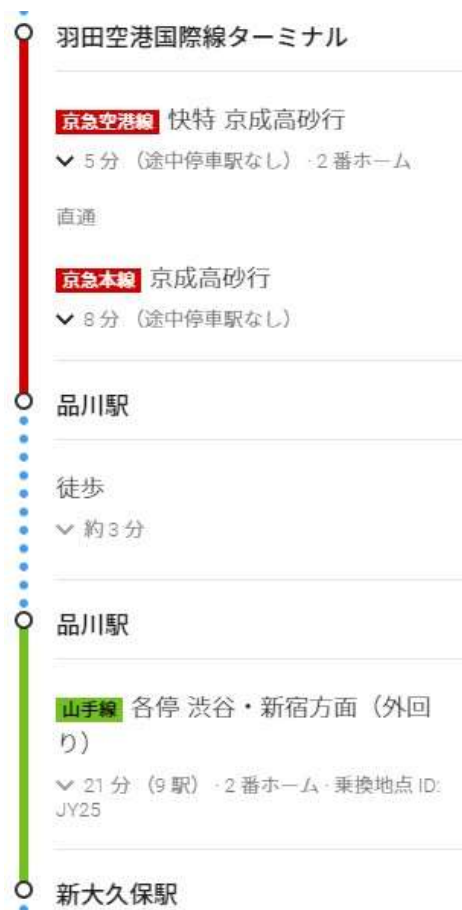 羽田空港国際線ターミナル
京急空港線 快特 京成高砂行
5 分 （途中停車駅なし） · 2 番ホーム
直通
京急本線 京成高砂行
8 分 （途中停車駅なし）
品川駅
徒歩
約 3 分
品川駅
山手線 各停 渋谷・新宿方面（外回
り）
21 分 （9 駅） · 2 番ホーム · 乗換地点 ID:
JY25
新大久保駅